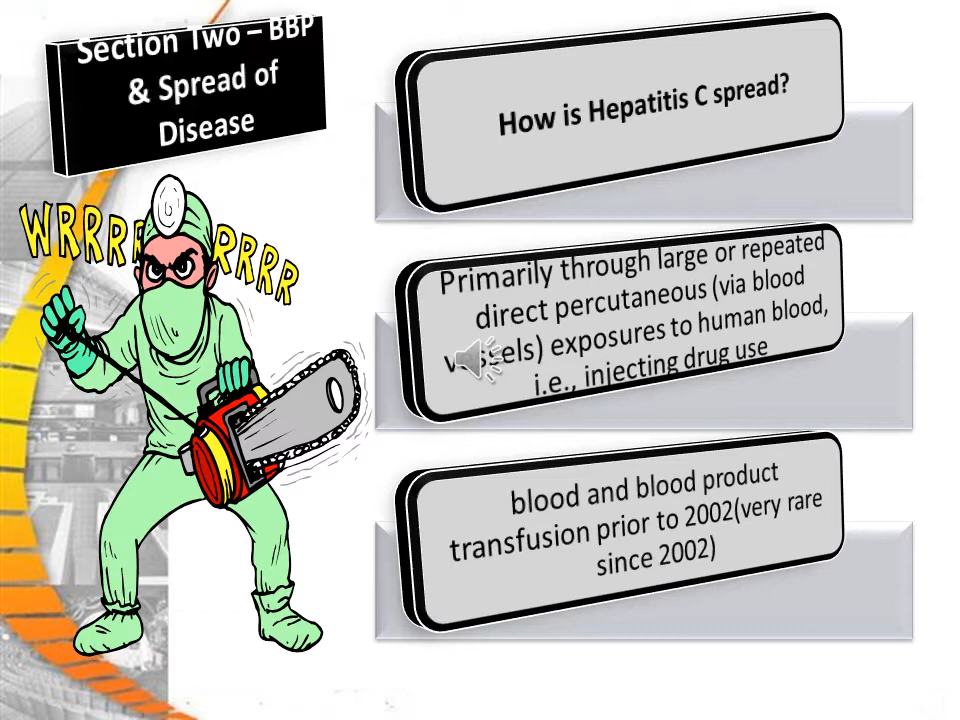 Section Two – BBP
& Spread of
Disease
WRRRR RRRR
How is Hepatitis C spread?
Primarily through large or repeated
direct percutaneous (via blood
vessels) exposures to human blood,
i.e., injecting drug use
blood and blood product
transfusion prior to 2002(very rare
since 2002)